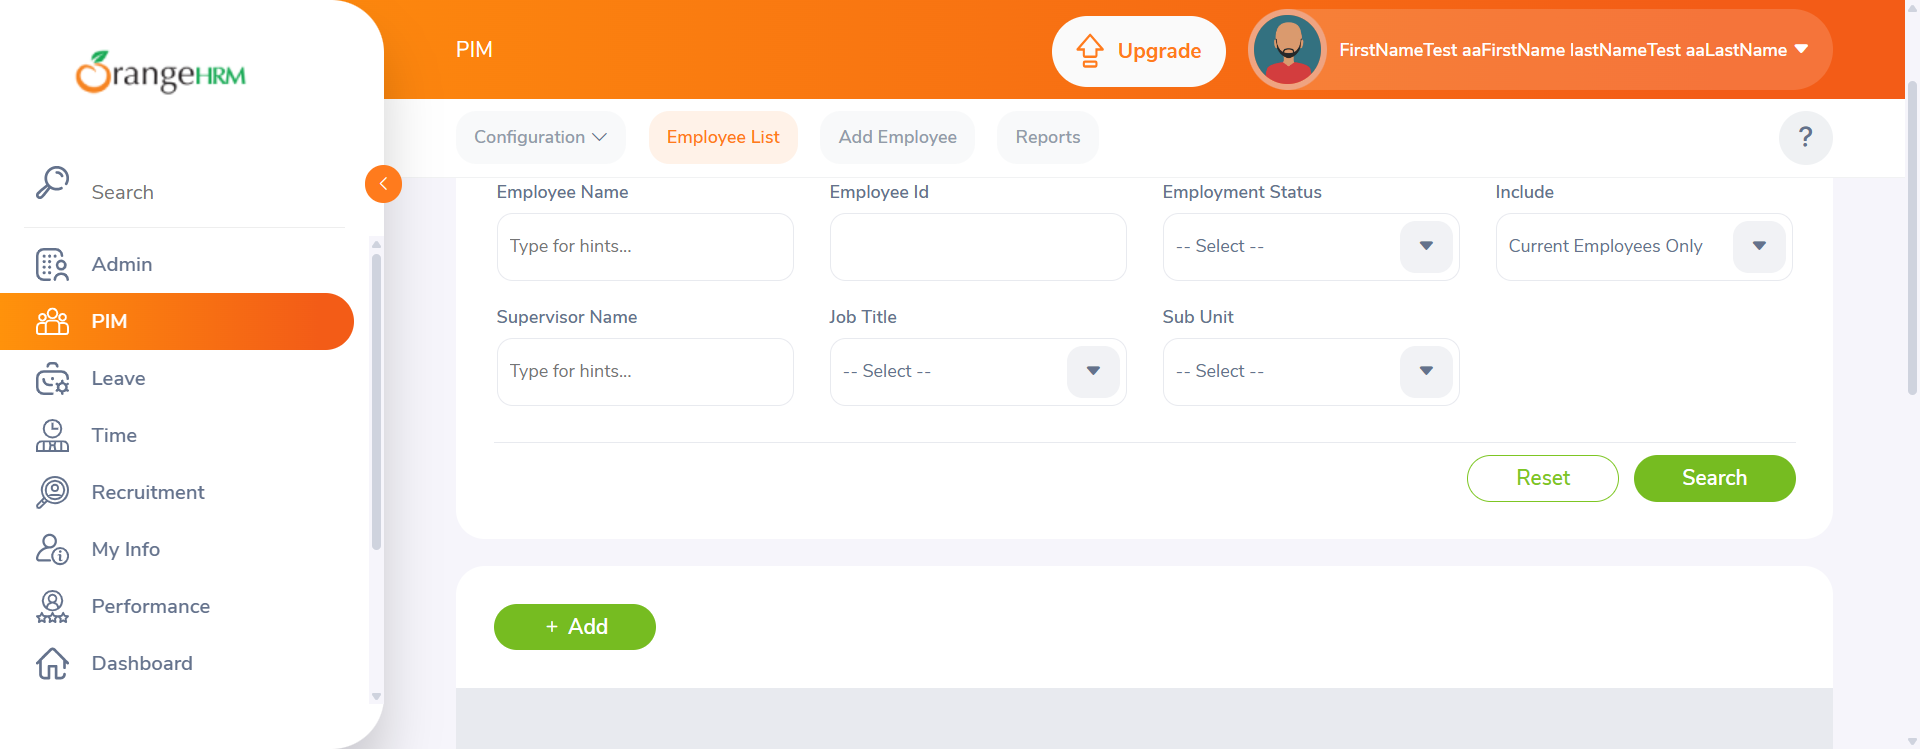 OrangeHRM
PIM
Upgrade
FirstNameTest aaFirstName lastNameTest aaLastName
Configuration
Employee List
Add Employee
Reports
?
Search
Admin
PIM
Leave
Time
Recruitment
My Info
Performance
Dashboard
Employee Name
Employee Id
Employment Status
Include
Type for hints...
-- Select --
Current Employees Only
Supervisor Name
Job Title
Sub Unit
Type for hints...
-- Select --
-- Select --
Reset
Search
+ Add